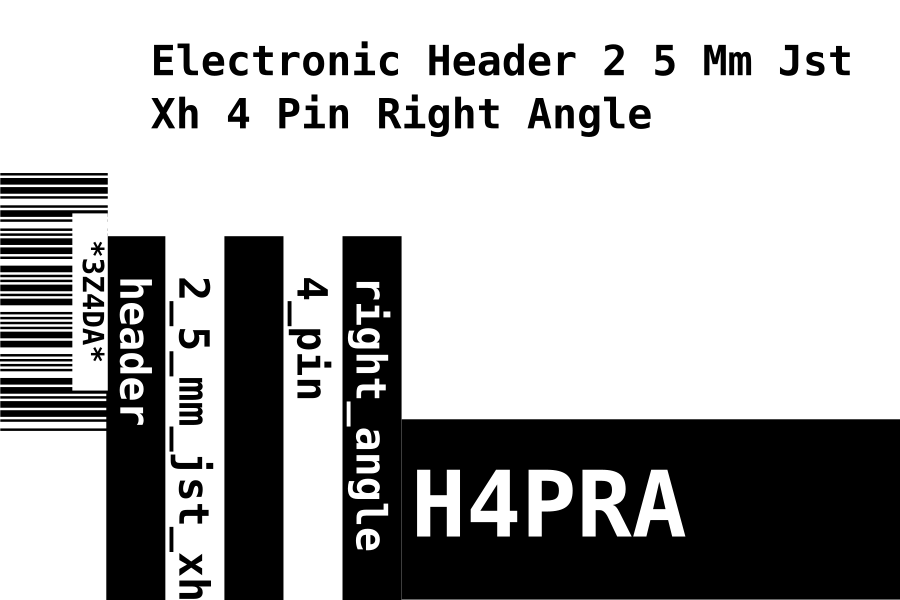 Electronic Header 2 5 Mm Jst
Xh 4 Pin Right Angle
*3Z4DA*
header
2_5_mm_jst_xh
4_pin
right_angle
H4PRA